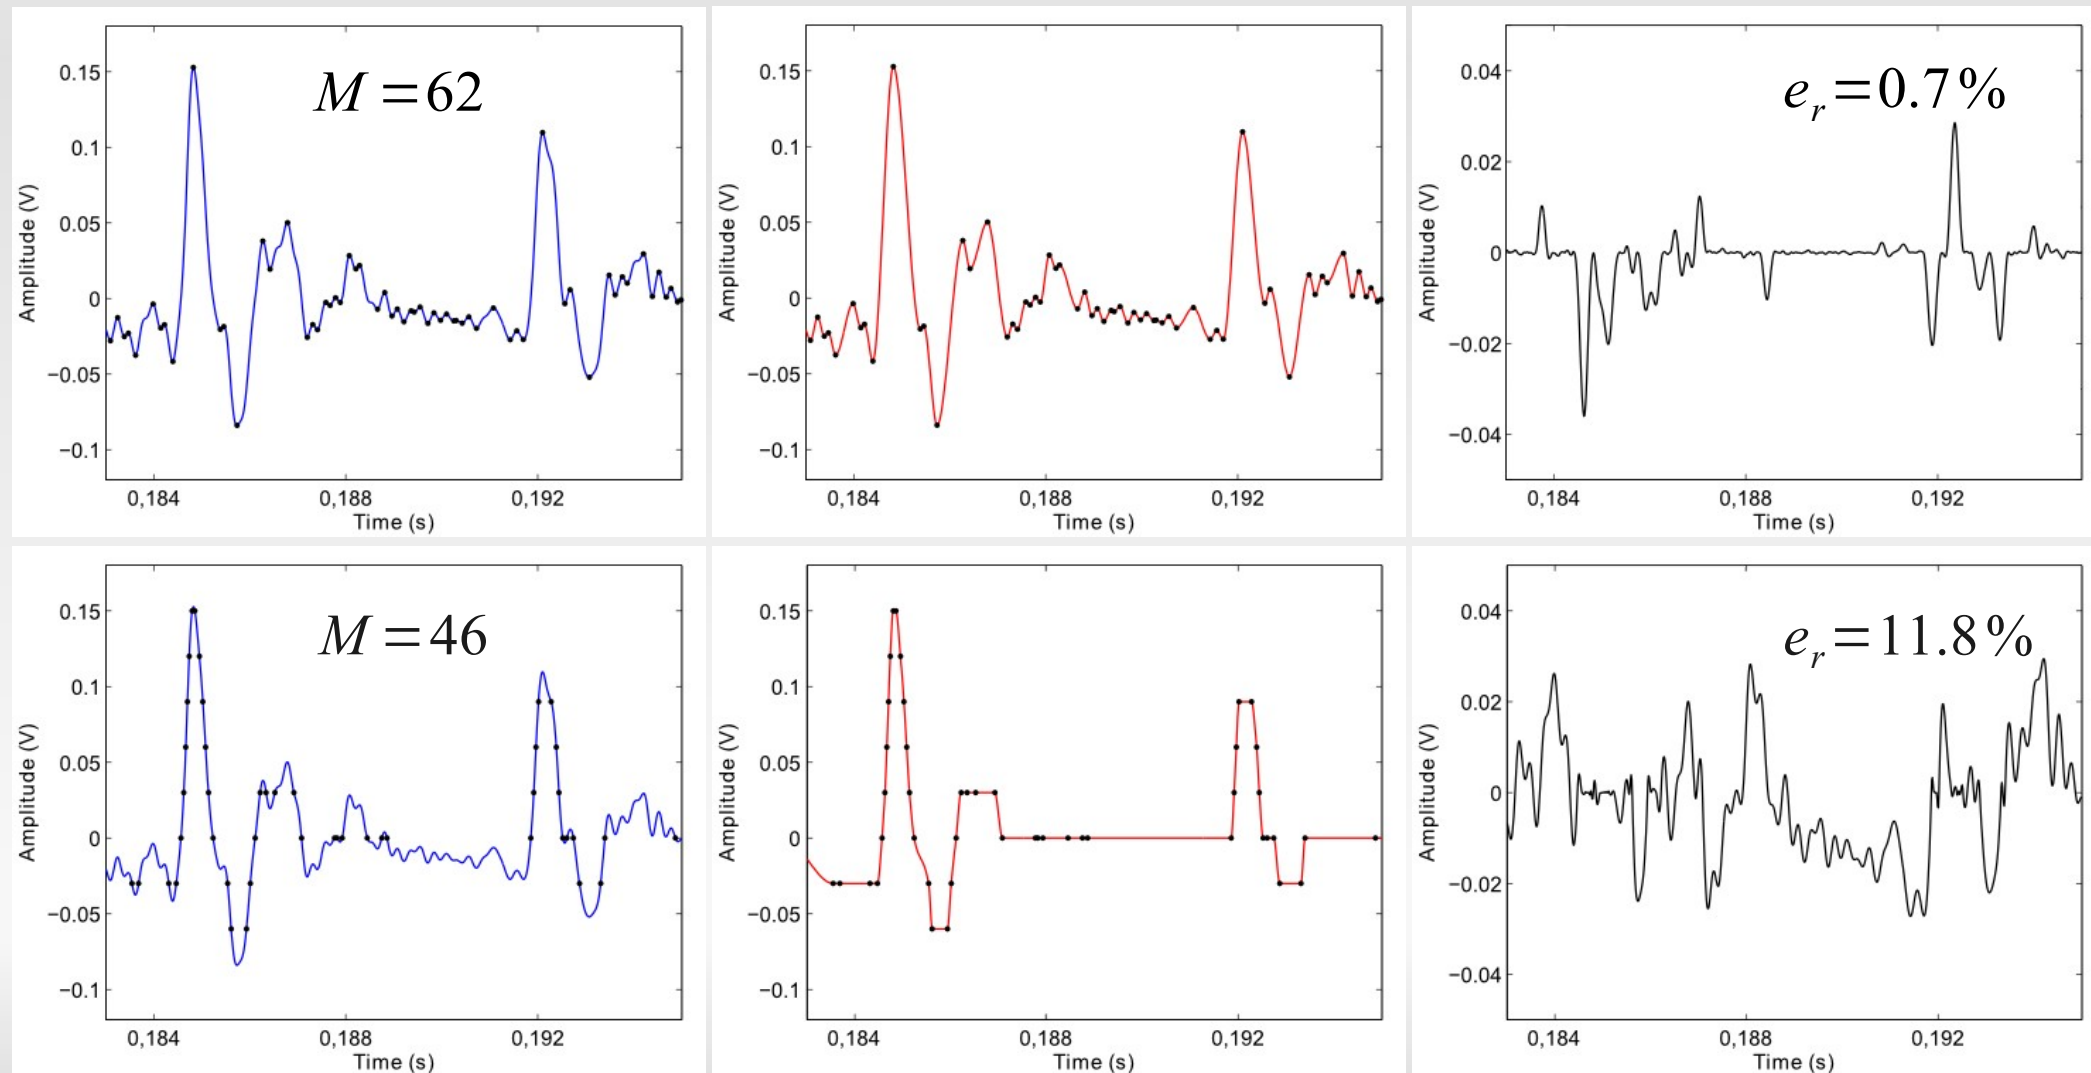 M = 62
0.15
0.1
0.05
0
−0.05
−0.1
Amplitude (V)
0,184 0,188 0,192
Time (s)
0.15
0.1
0.05
0
−0.05
−0.1
Amplitude (V)
0,184 0,188 0,192
Time (s)
e_r = 0.7 %
0.04
0.02
0
−0.02
−0.04
Amplitude (V)
0,184 0,188 0,192
Time (s)
M = 46
0.15
0.1
0.05
0
−0.05
−0.1
Amplitude (V)
0,184 0,188 0,192
Time (s)
0.15
0.1
0.05
0
−0.05
−0.1
Amplitude (V)
0,184 0,188 0,192
Time (s)
e_r = 11.8 %
0.04
0.02
0
−0.02
−0.04
Amplitude (V)
0,184 0,188 0,192
Time (s)